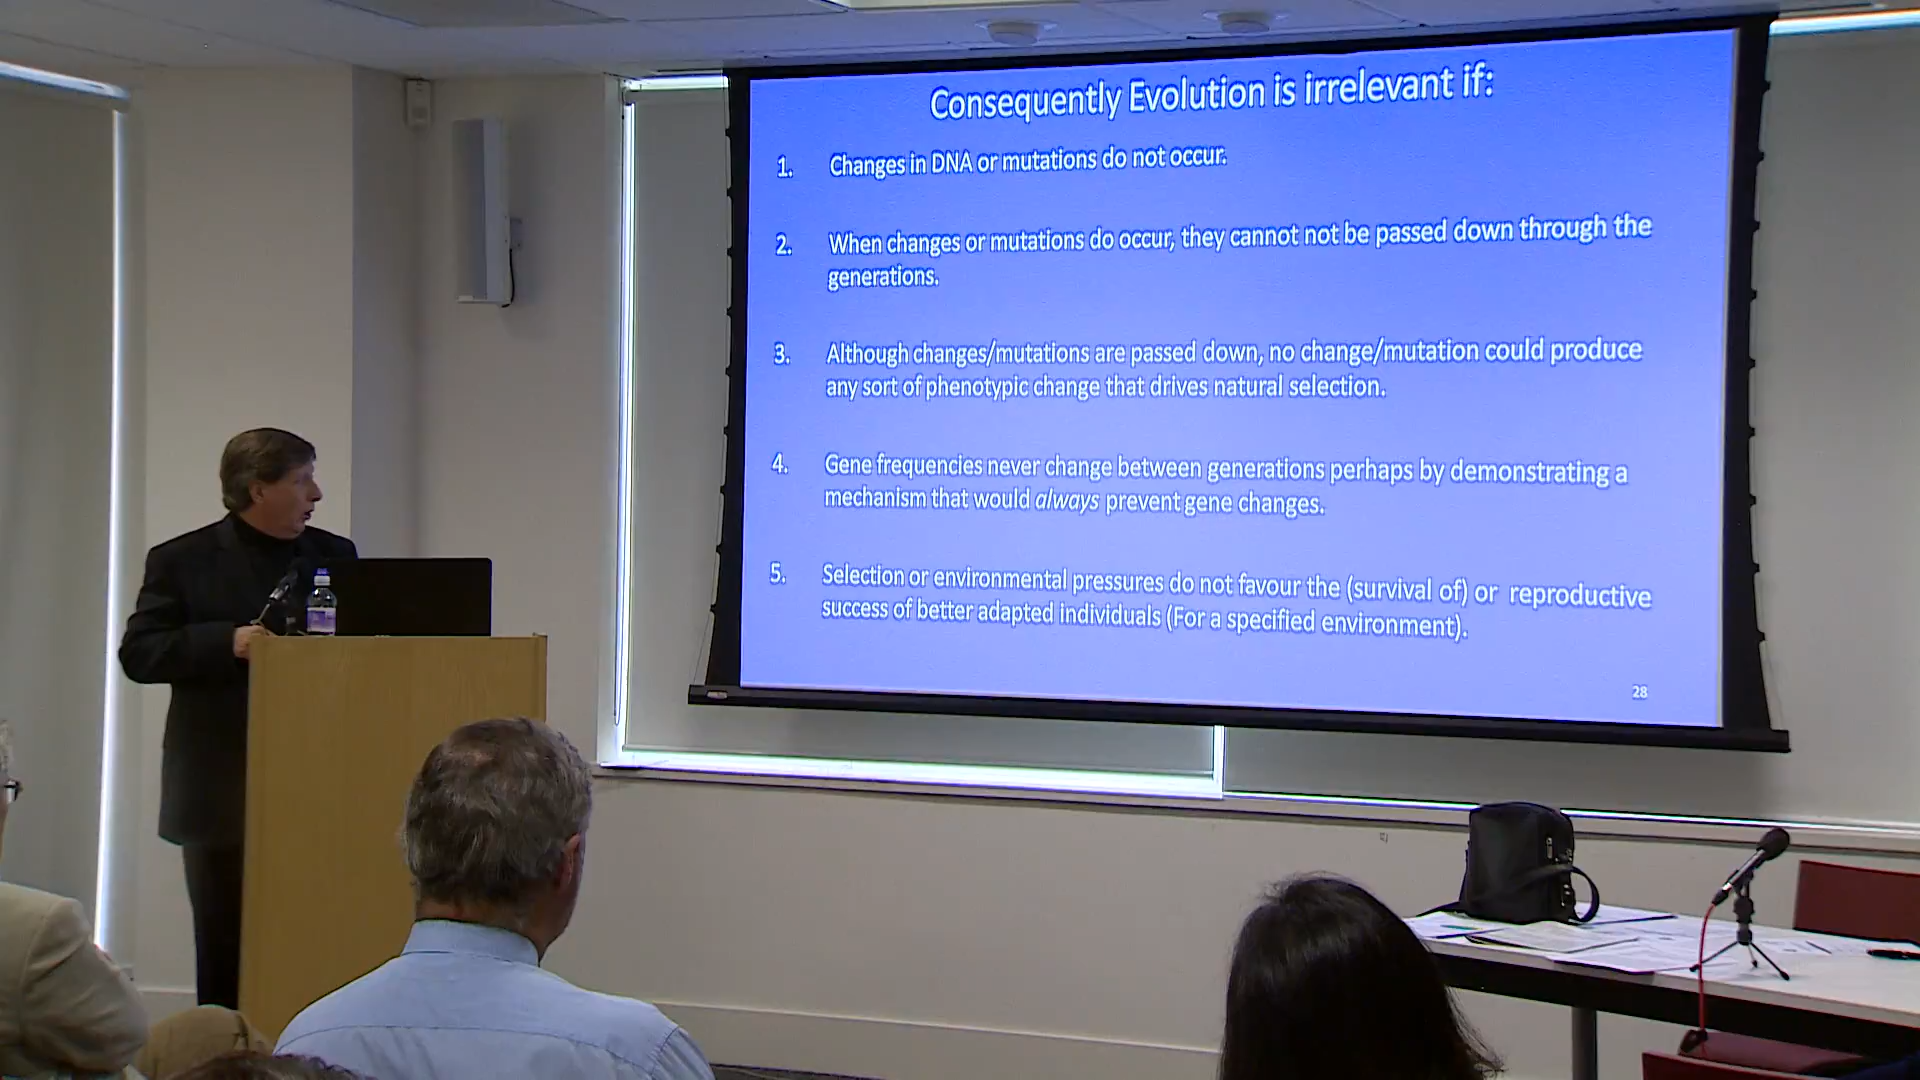 Consequently Evolution is irrelevant if:
1. Changes in DNA or mutations do not occur.
2. When changes or mutations do occur, they cannot not be passed down through the
generations.
3. Although changes/mutations are passed down, no change/mutation could produce
any sort of phenotypic change that drives natural selection.
4. Gene frequencies never change between generations perhaps by demonstrating a
mechanism that would always prevent gene changes.
5. Selection or environmental pressures do not favour the (survival of) or reproductive
success of better adapted individuals (For a specified environment).
28